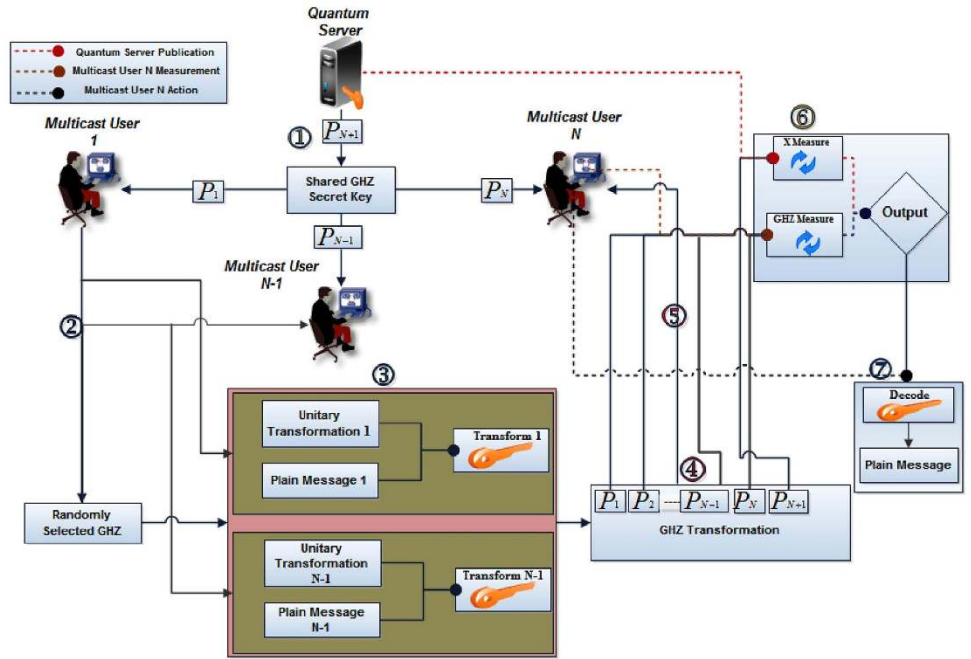 Quantum
Server
Quantum Server Publication
Multicast User N Measurement
Multicast User N Action
Multicast User
1
①
P_{N+1}
Multicast User
N
⑥
X Measure
P_1
Shared GHZ
Secret Key
P_N
GHZ Measure
Output
P_{N-1}
Multicast User
N-1
②
⑤
③
⑦
Decode
Plain Message
Unitary
Transformation 1
Transform 1
Plain Message 1
④
P_1 P_2 ---- P_{N-1} P_N P_{N+1}
GHZ Transformation
Randomly
Selected GHZ
Unitary
Transformation
N-1
Transform N-1
Plain Message
N-1